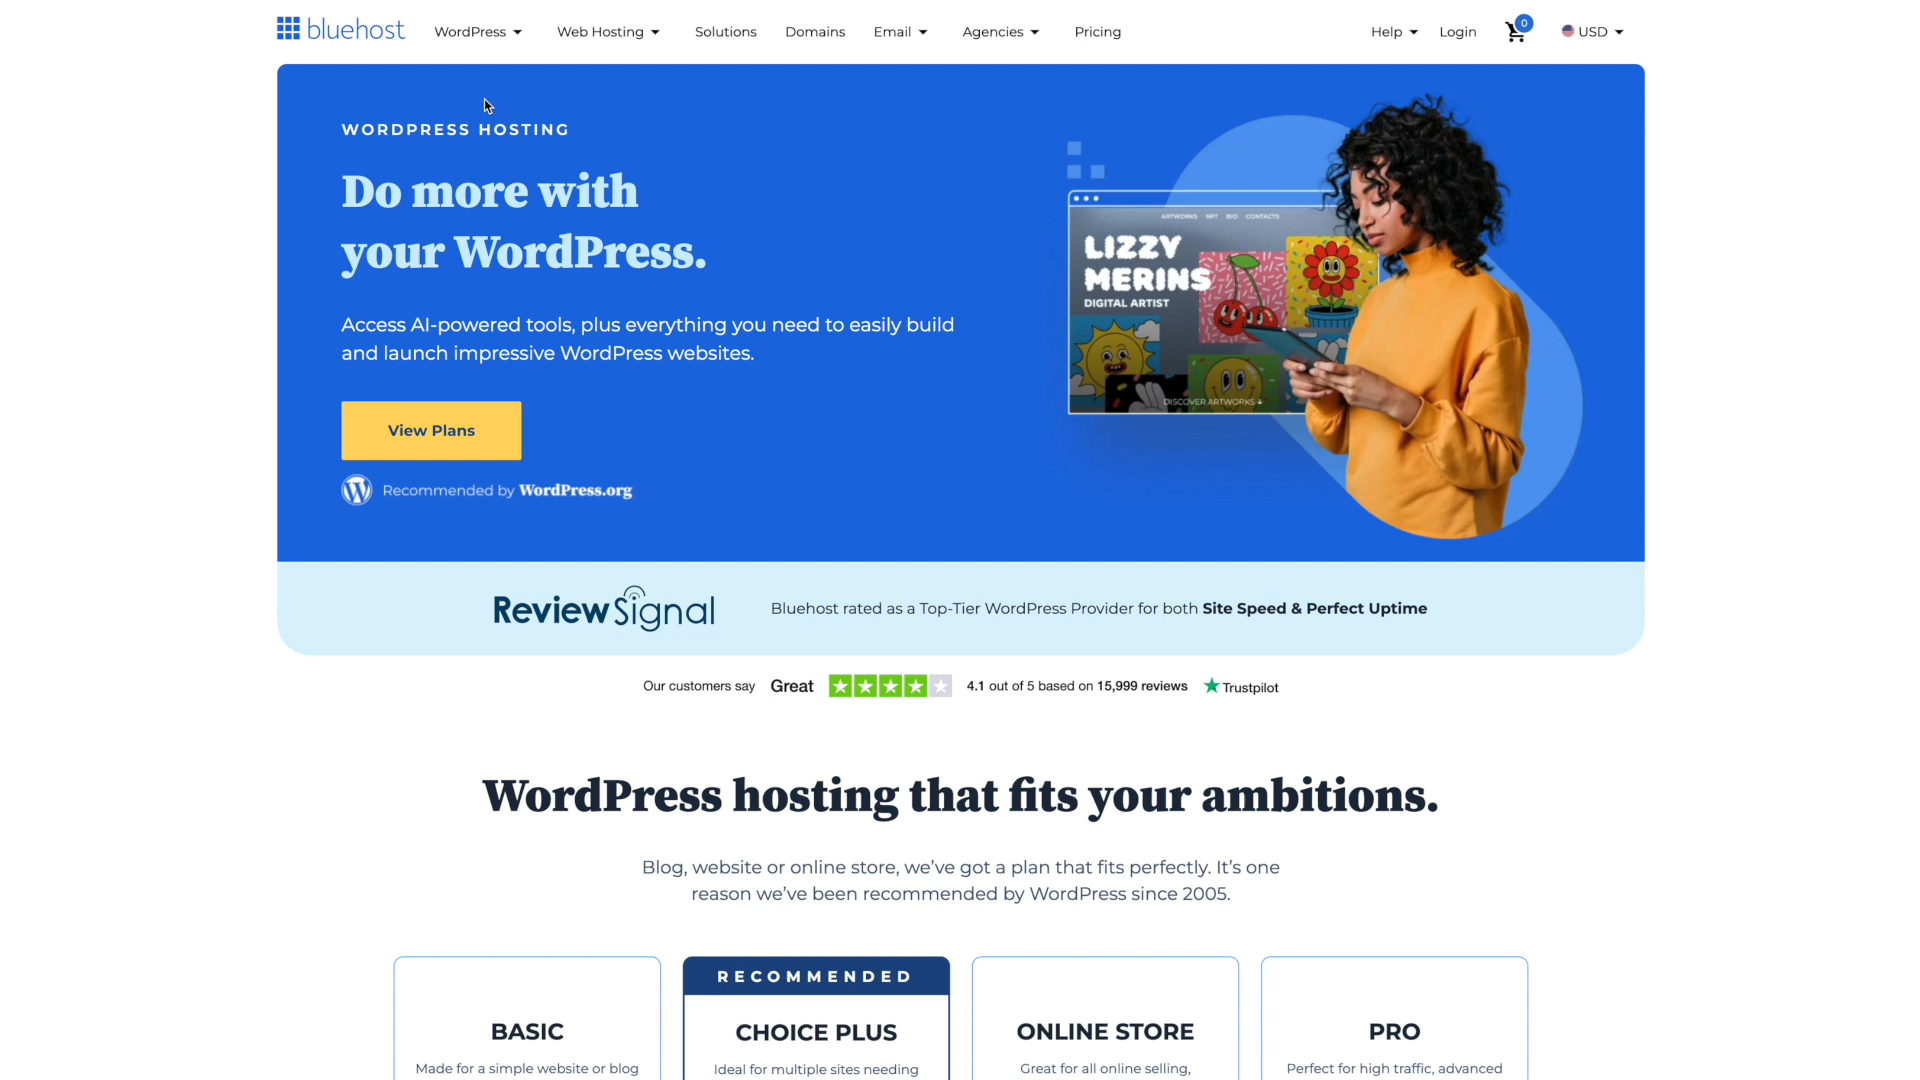 bluehost
WordPress
Web Hosting
Solutions
Domains
Email
Agencies
Pricing
Help
Login
0
USD
WORDPRESS HOSTING
Do more with
your WordPress.
Access AI-powered tools, plus everything you need to easily build
and launch impressive WordPress websites.
View Plans
Recommended by WordPress.org
ARTWORKS NFT BIO CONTACTS
LIZZY
MERINS
DIGITAL ARTIST
DISCOVER ARTWORKS
ReviewSignal
Bluehost rated as a Top-Tier WordPress Provider for both Site Speed & Perfect Uptime
Our customers say Great 4.1 out of 5 based on 15,999 reviews Trustpilot
WordPress hosting that fits your ambitions.
Blog, website or online store, we’ve got a plan that fits perfectly. It’s one
reason we’ve been recommended by WordPress since 2005.
BASIC
Made for a simple website or blog
RECOMMENDED
CHOICE PLUS
Ideal for multiple sites needing
ONLINE STORE
Great for all online selling,
PRO
Perfect for high traffic, advanced